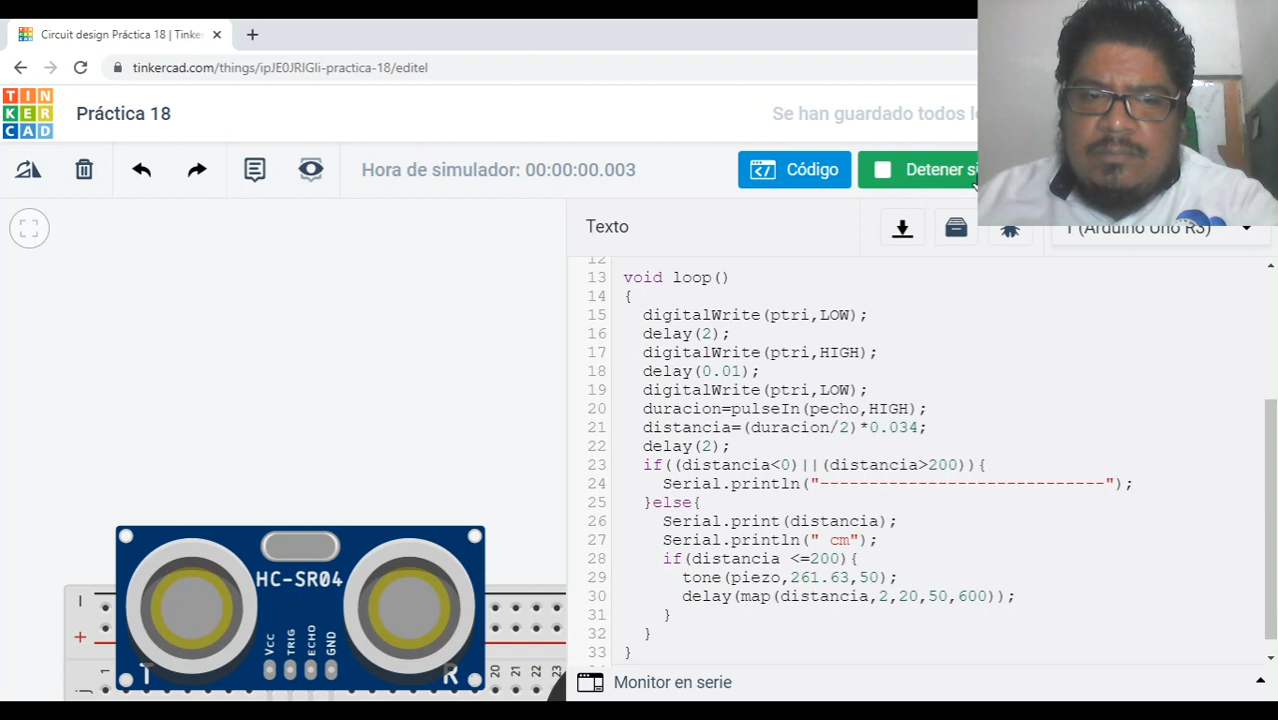 Circuit design Práctica 18 | Tinke
tinkercad.com/things/ipJE0JRIGli-practica-18/editel
TIN
KER
CAD
Práctica 18
Se han guardado todos l
Hora de simulador: 00:00:00.003
Código
Detener si
Texto
1 (Arduino Uno R3)
12
13 void loop()
14 {
15 digitalWrite(ptri,LOW);
16 delay(2);
17 digitalWrite(ptri,HIGH);
18 delay(0.01);
19 digitalWrite(ptri,LOW);
20 duracion=pulseIn(pecho,HIGH);
21 distancia=(duracion/2)*0.034;
22 delay(2);
23 if((distancia<0)||(distancia>200)){
24 Serial.println("-----------------------------");
25 }else{
26 Serial.print(distancia);
27 Serial.println(" cm");
28 if(distancia <=200){
29 tone(piezo,261.63,50);
30 delay(map(distancia,2,20,50,600));
31 }
32 }
33 }
HC-SR04
Vcc
TRIG
ECHO
GND
T
R
1
20 21 22 23
j
Monitor en serie